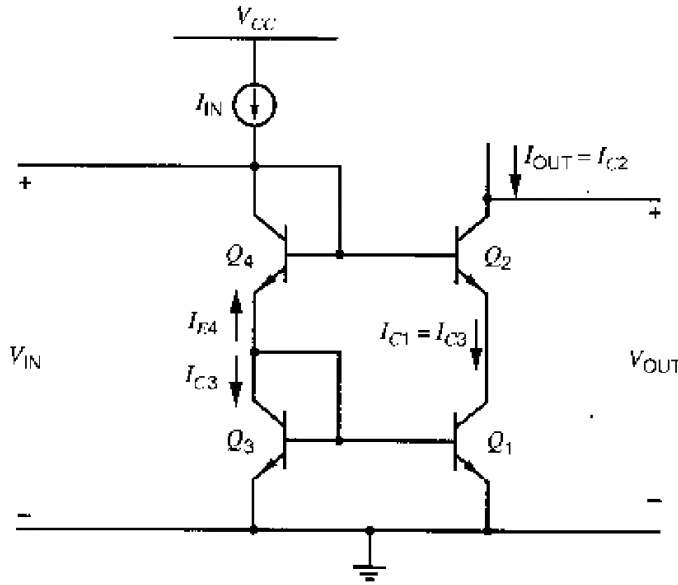 V_CC
I_IN
I_OUT = I_C2
+
+
Q_4
Q_2
I_E4
I_C1 = I_C3
V_IN
I_C3
V_OUT
Q_3
Q_1
−
−